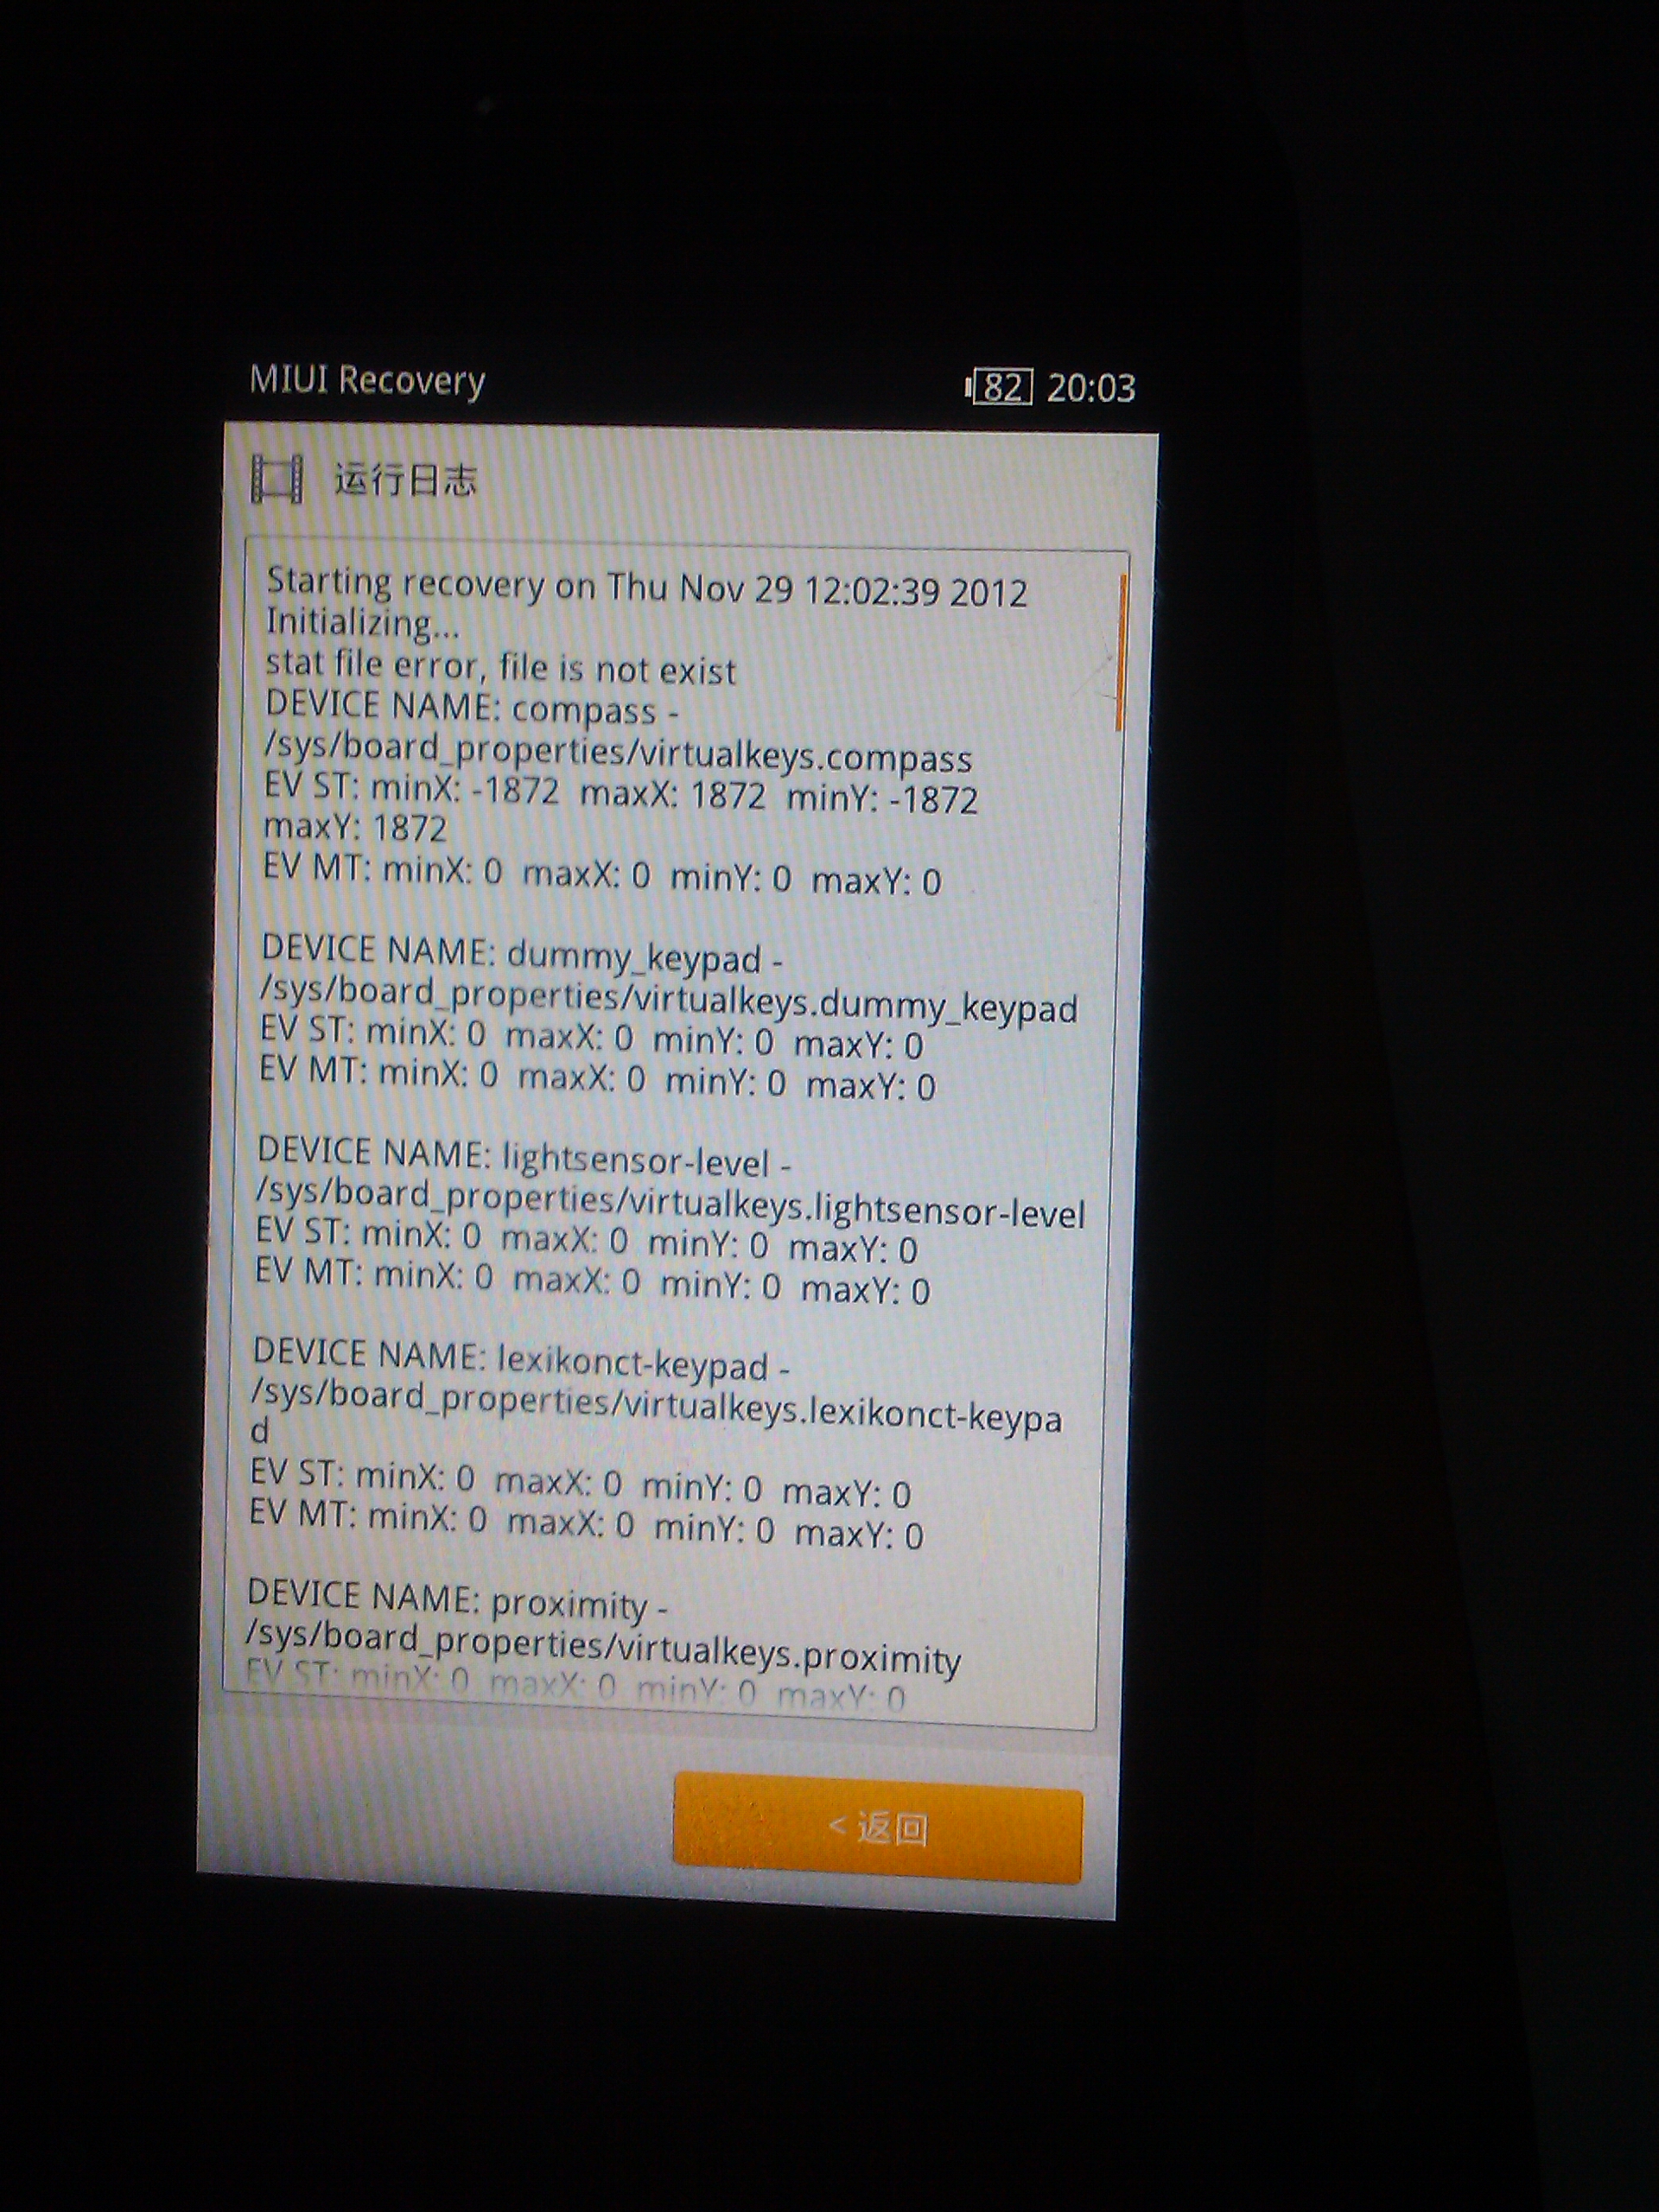 MIUI Recovery
82 20:03
运行日志
Starting recovery on Thu Nov 29 12:02:39 2012
Initializing...
stat file error, file is not exist
DEVICE NAME: compass -
/sys/board_properties/virtualkeys.compass
EV ST: minX: -1872 maxX: 1872 minY: -1872
maxY: 1872
EV MT: minX: 0 maxX: 0 minY: 0 maxY: 0
DEVICE NAME: dummy_keypad -
/sys/board_properties/virtualkeys.dummy_keypad
EV ST: minX: 0 maxX: 0 minY: 0 maxY: 0
EV MT: minX: 0 maxX: 0 minY: 0 maxY: 0
DEVICE NAME: lightsensor-level -
/sys/board_properties/virtualkeys.lightsensor-level
EV ST: minX: 0 maxX: 0 minY: 0 maxY: 0
EV MT: minX: 0 maxX: 0 minY: 0 maxY: 0
DEVICE NAME: lexikonct-keypad -
/sys/board_properties/virtualkeys.lexikonct-keypa
d
EV ST: minX: 0 maxX: 0 minY: 0 maxY: 0
EV MT: minX: 0 maxX: 0 minY: 0 maxY: 0
DEVICE NAME: proximity -
/sys/board_properties/virtualkeys.proximity
EV ST: minX: 0 maxX: 0 minY: 0 maxY: 0
< 返回